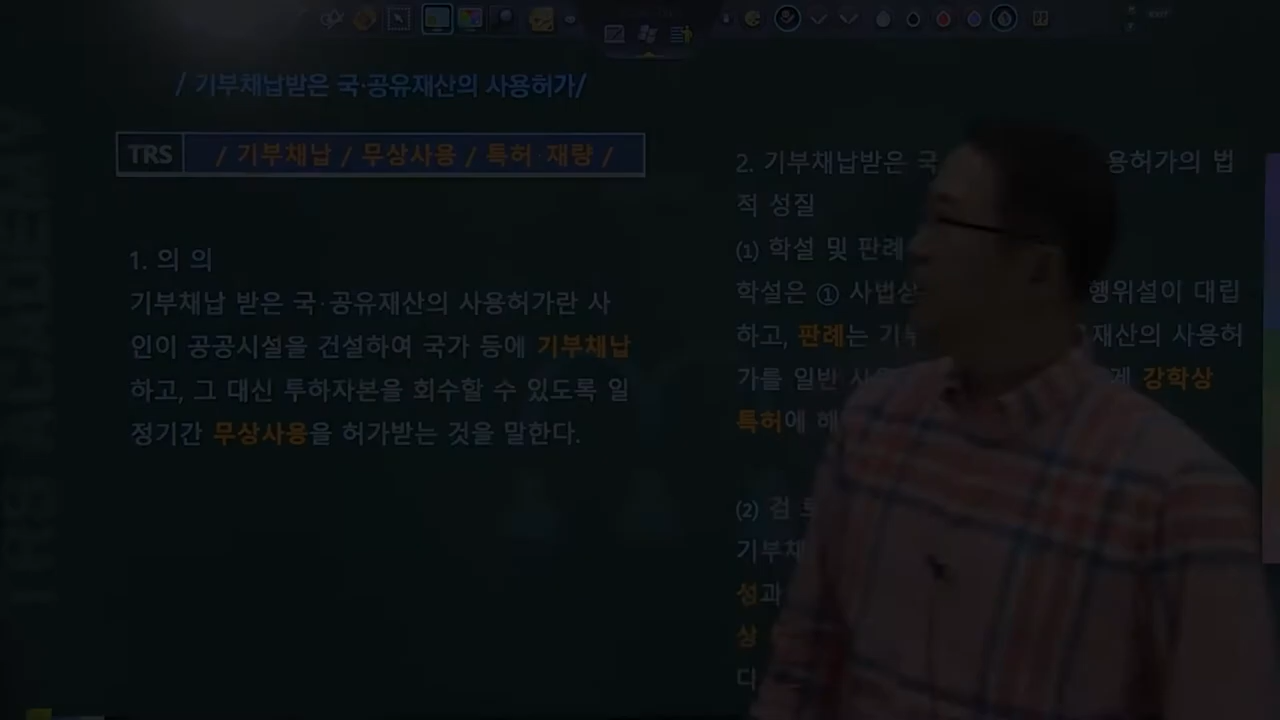 / 기부채납받은 국·공유재산의 사용허가/
TRS / 기부채납 / 무상사용 / 특허 재량 /
1. 의 의
기부채납 받은 국·공유재산의 사용허가란 사
인이 공공시설을 건설하여 국가 등에 기부채납
하고, 그 대신 투하자본을 회수할 수 있도록 일
정기간 무상사용을 허가받는 것을 말한다.
2. 기부채납받은 국 용허가의 법
적 성질
(1) 학설 및 판례
학설은 ① 사법상 행위설이 대립
하고, 판례는 기부 재산의 사용허
가를 일반 사용 게 강학상
특허에 해
(2) 검 토
기부채
성과
상
다